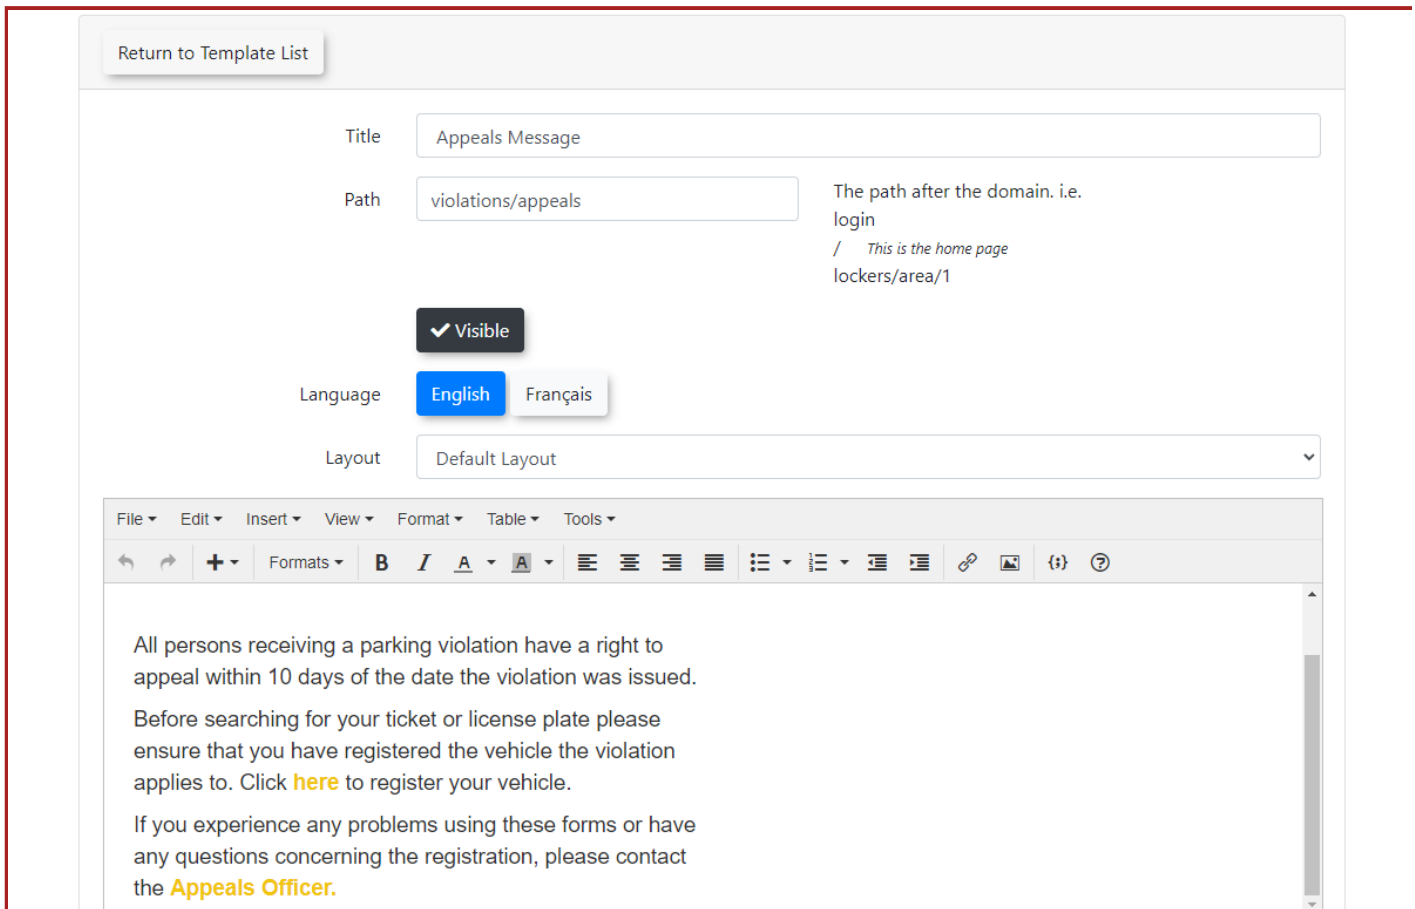 Return to Template List
Title
Appeals Message
Path
violations/appeals
The path after the domain. i.e.
login
/ This is the home page
lockers/area/1
Visible
Language
English
Français
Layout
Default Layout
File Edit Insert View Format Table Tools
Formats B I A A
All persons receiving a parking violation have a right to
appeal within 10 days of the date the violation was issued.
Before searching for your ticket or license plate please
ensure that you have registered the vehicle the violation
applies to. Click here to register your vehicle.
If you experience any problems using these forms or have
any questions concerning the registration, please contact
the Appeals Officer.